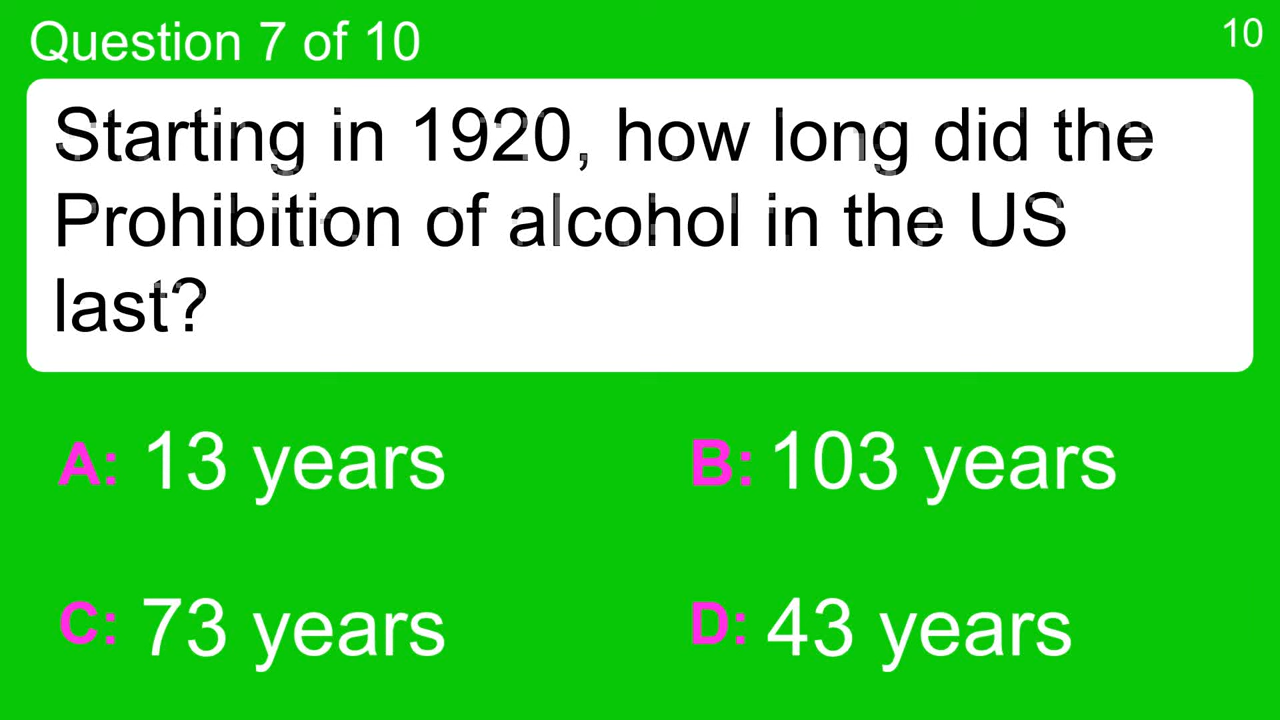 Question 7 of 10
10
Starting in 1920, how long did the
Prohibition of alcohol in the US
last?
A: 13 years
B: 103 years
C: 73 years
D: 43 years